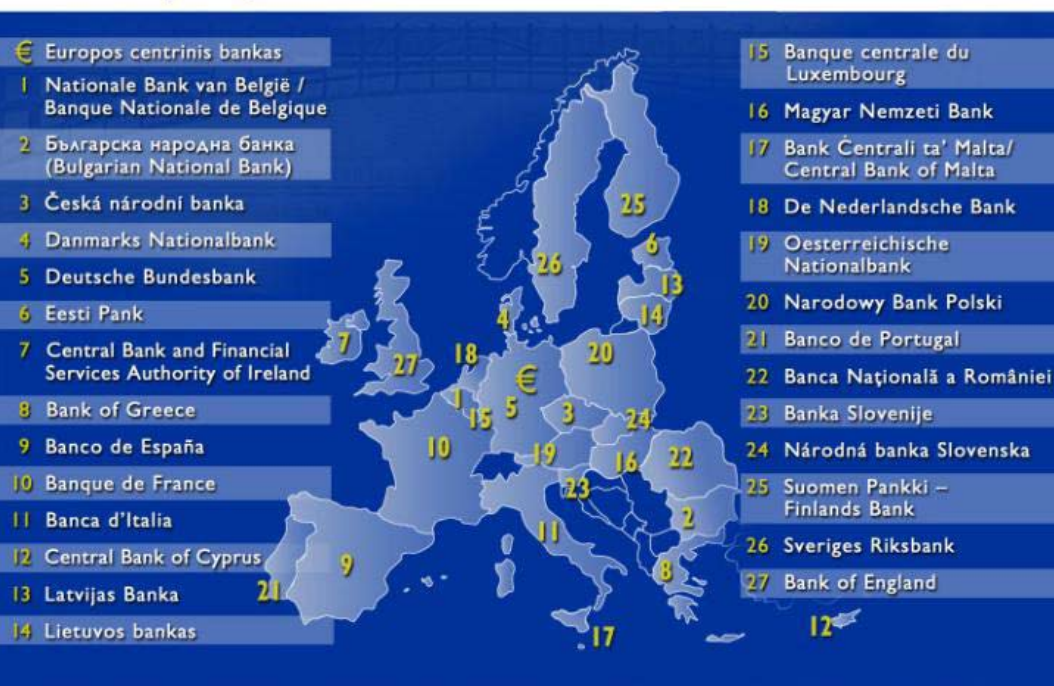 € Europos centrinis bankas
1 Nationale Bank van België /
Banque Nationale de Belgique
2 Българска народна банка
(Bulgarian National Bank)
3 Česká národní banka
4 Danmarks Nationalbank
5 Deutsche Bundesbank
6 Eesti Pank
7 Central Bank and Financial
Services Authority of Ireland
8 Bank of Greece
9 Banco de España
10 Banque de France
11 Banca d'Italia
12 Central Bank of Cyprus
13 Latvijas Banka
14 Lietuvos bankas
15 Banque centrale du
Luxembourg
16 Magyar Nemzeti Bank
17 Bank Ċentrali ta' Malta/
Central Bank of Malta
18 De Nederlandsche Bank
19 Oesterreichische
Nationalbank
20 Narodowy Bank Polski
21 Banco de Portugal
22 Banca Naţională a României
23 Banka Slovenije
24 Národná banka Slovenska
25 Suomen Pankki –
Finlands Bank
26 Sveriges Riksbank
27 Bank of England
25
6
26
13
14
4
7
18
20
27
€
1
5
3
15
24
10
19
16
22
23
2
11
9
8
21
17
12